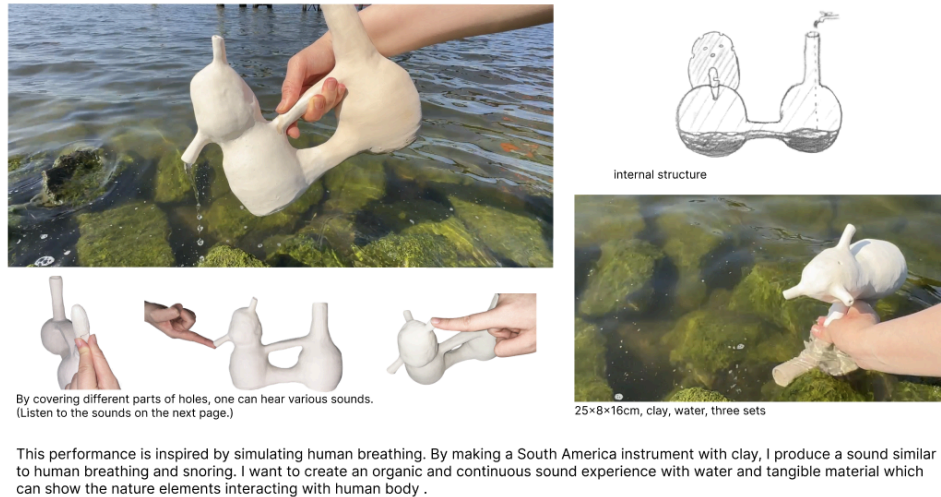 internal structure
By covering different parts of holes, one can hear various sounds.
(Listen to the sounds on the next page.)
25×8×16cm, clay, water, three sets
This performance is inspired by simulating human breathing. By making a South America instrument with clay, I produce a sound similar
to human breathing and snoring. I want to create an organic and continuous sound experience with water and tangible material which
can show the nature elements interacting with human body .